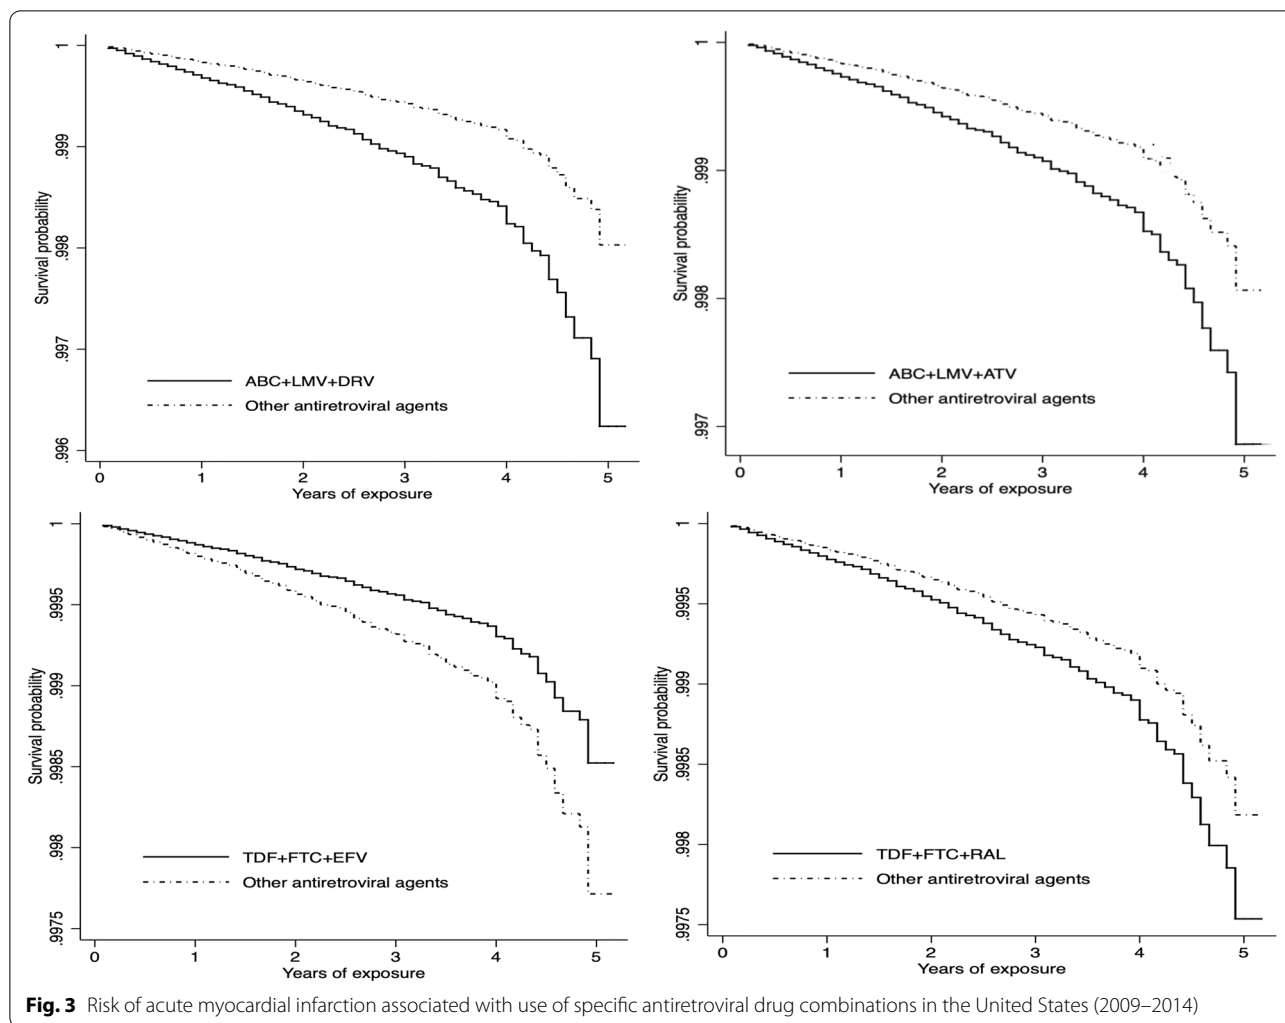 1
.999
.998
.997
.996
Survival probability
ABC+LMV+DRV
Other antiretroviral agents
0 1 2 3 4 5
Years of exposure
1
.999
.998
.997
Survival probability
ABC+LMV+ATV
Other antiretroviral agents
0 1 2 3 4 5
Years of exposure
1
.9995
.999
.9985
.998
.9975
Survival probability
TDF+FTC+EFV
Other antiretroviral agents
0 1 2 3 4 5
Years of exposure
1
.9995
.999
.9985
.998
.9975
Survival probability
TDF+FTC+RAL
Other antiretroviral agents
0 1 2 3 4 5
Years of exposure
Fig. 3 Risk of acute myocardial infarction associated with use of specific antiretroviral drug combinations in the United States (2009–2014)